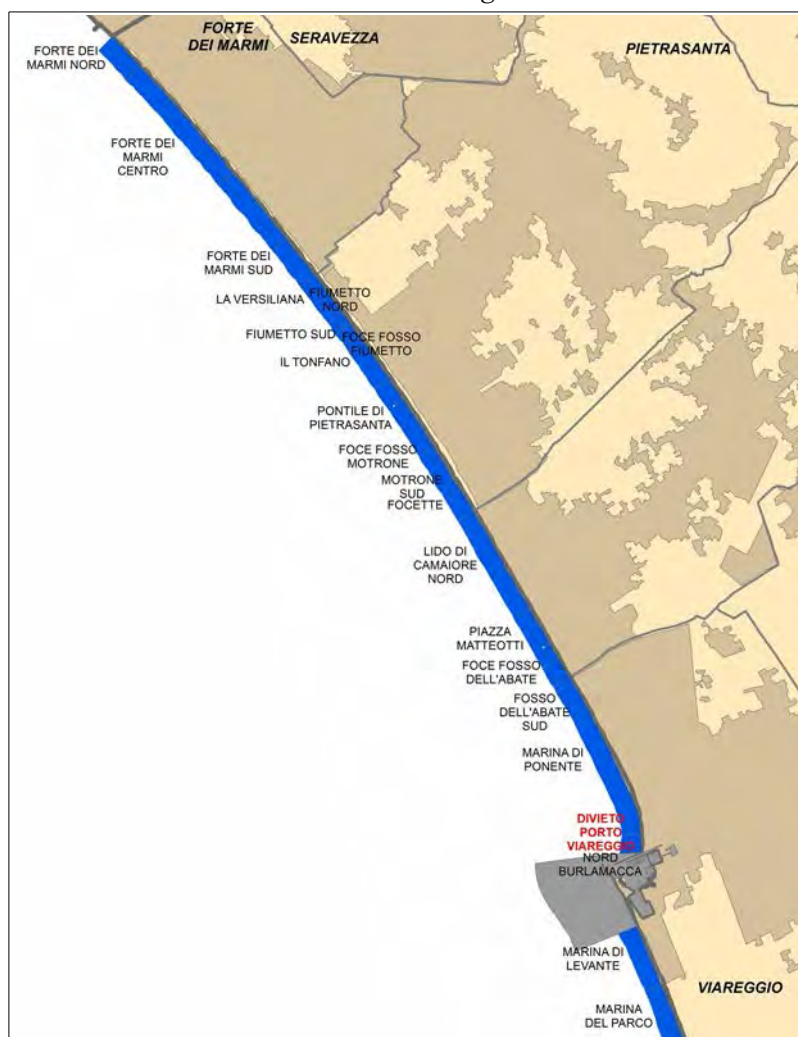 FORTE
DEI MARMI
SERAVEZZA
PIETRASANTA
FORTE DEI
MARMI NORD
FORTE DEI
MARMI
CENTRO
FORTE DEI
MARMI SUD
LA VERSILIANA
FIUMETTO
NORD
FIUMETTO SUD
FOCE FOSSO
FIUMETTO
IL TONFANO
PONTILE DI
PIETRASANTA
FOCE FOSSO
MOTRONE
MOTRONE
SUD
FOCETTE
LIDO DI
CAMAIORE
NORD
PIAZZA
MATTEOTTI
FOCE FOSSO
DELL'ABATE
FOSSO
DELL'ABATE
SUD
MARINA DI
PONENTE
DIVIETO
PORTO
VIAREGGIO
NORD
BURLAMACCA
MARINA DI
LEVANTE
VIAREGGIO
MARINA
DEL PARCO